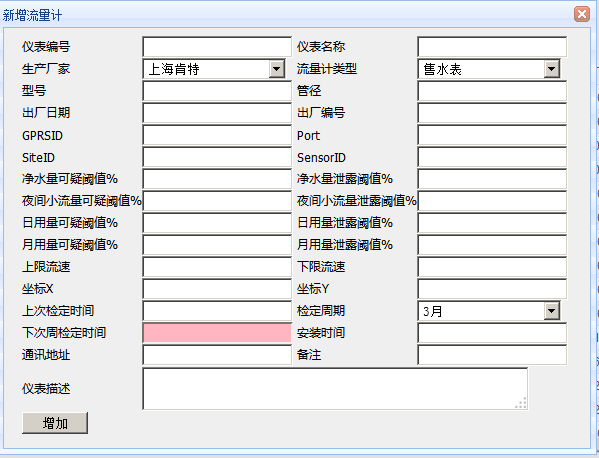 新增流量计
仪表编号 仪表名称
生产厂家 上海肯特 流量计类型 售水表
型号 管径
出厂日期 出厂编号
GPRSID Port
SiteID SensorID
净水量可疑阈值% 净水量泄露阈值%
夜间小流量可疑阈值% 夜间小流量泄露阈值%
日用量可疑阈值% 日用量泄露阈值%
月用量可疑阈值% 月用量泄露阈值%
上限流速 下限流速
坐标X 坐标Y
上次检定时间 检定周期 3月
下次周检定时间 安装时间
通讯地址 备注
仪表描述
增加